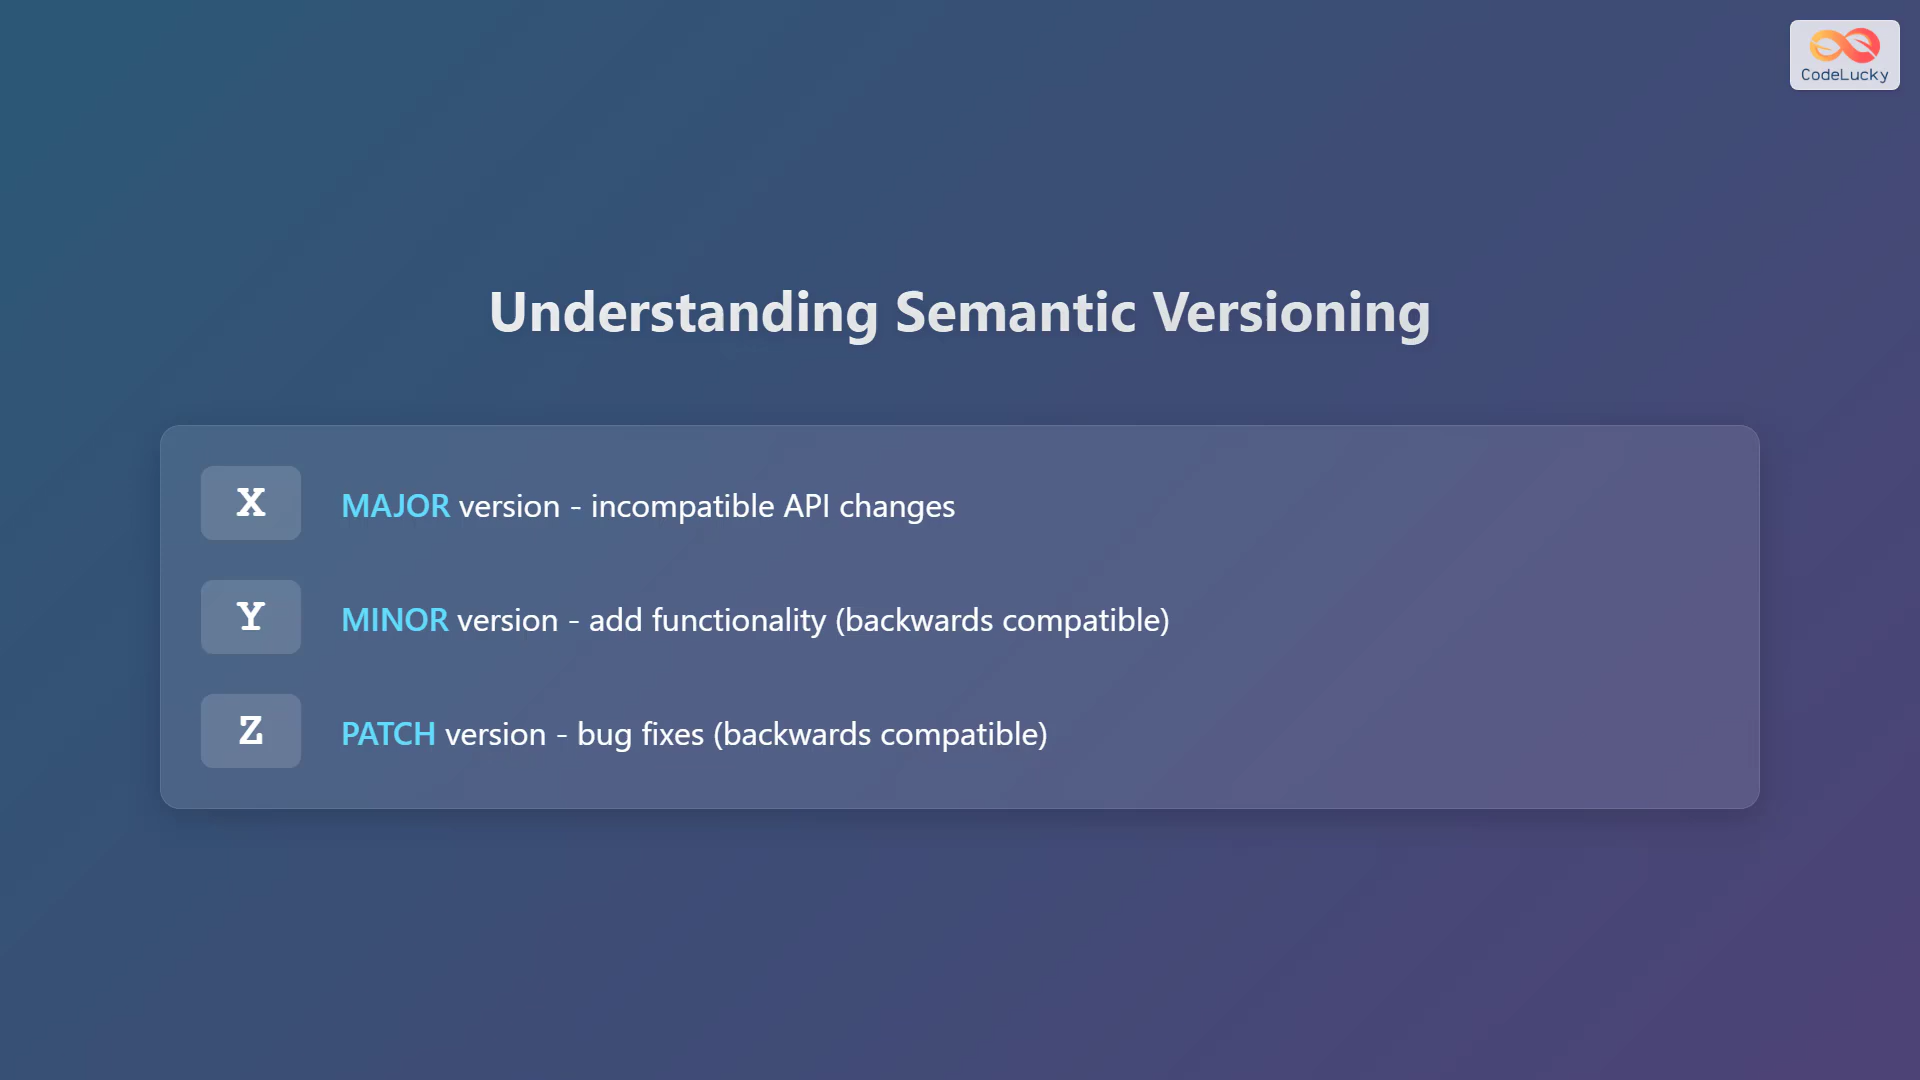 CodeLucky
Understanding Semantic Versioning
X
MAJOR version - incompatible API changes
Y
MINOR version - add functionality (backwards compatible)
Z
PATCH version - bug fixes (backwards compatible)